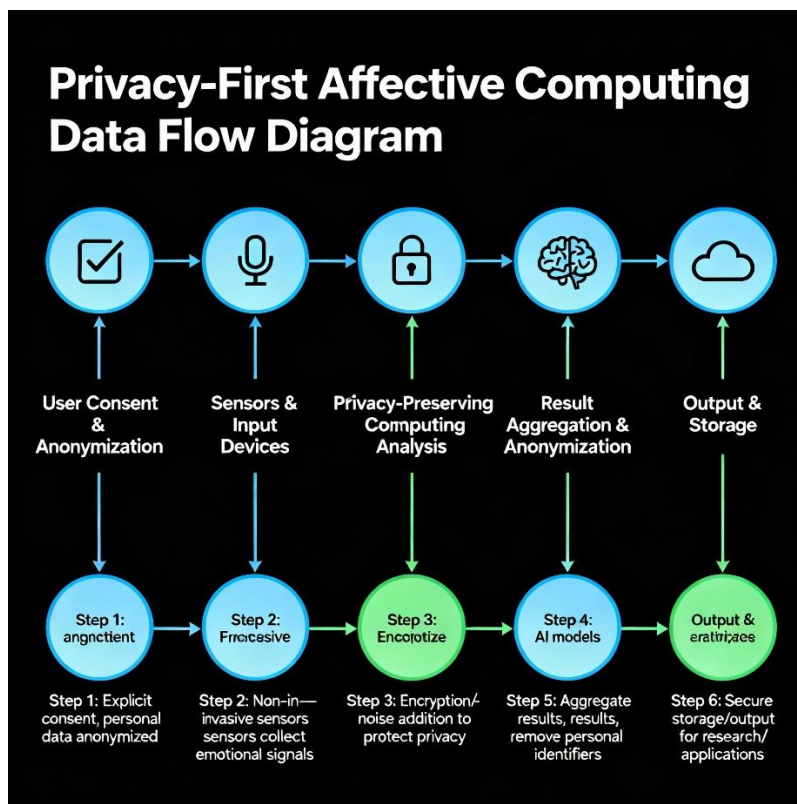 Privacy-First Affective Computing
Data Flow Diagram
User Consent
&
Anonymization
Sensors &
Input
Devices
Privacy-Preserving
Computing
Analysis
Result
Aggregation &
Anonymization
Output &
Storage
Step 1:
Step 2:
Step 3:
Step 4:
AI models
Output &
Step 1: Explicit
consent, personal
data anonymized
Step 2: Non-in—
invasive sensors
sensors collect
emotional signals
Step 3: Encryption/
noise addition to
protect privacy
Step 5: Aggregate
results, results,
remove personal
identifiers
Step 6: Secure
storage/output
for research/
applications